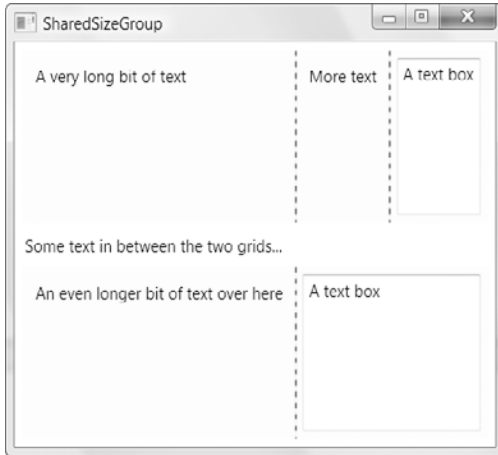 SharedSizeGroup
A very long bit of text
More text
A text box
Some text in between the two grids...
An even longer bit of text over here
A text box